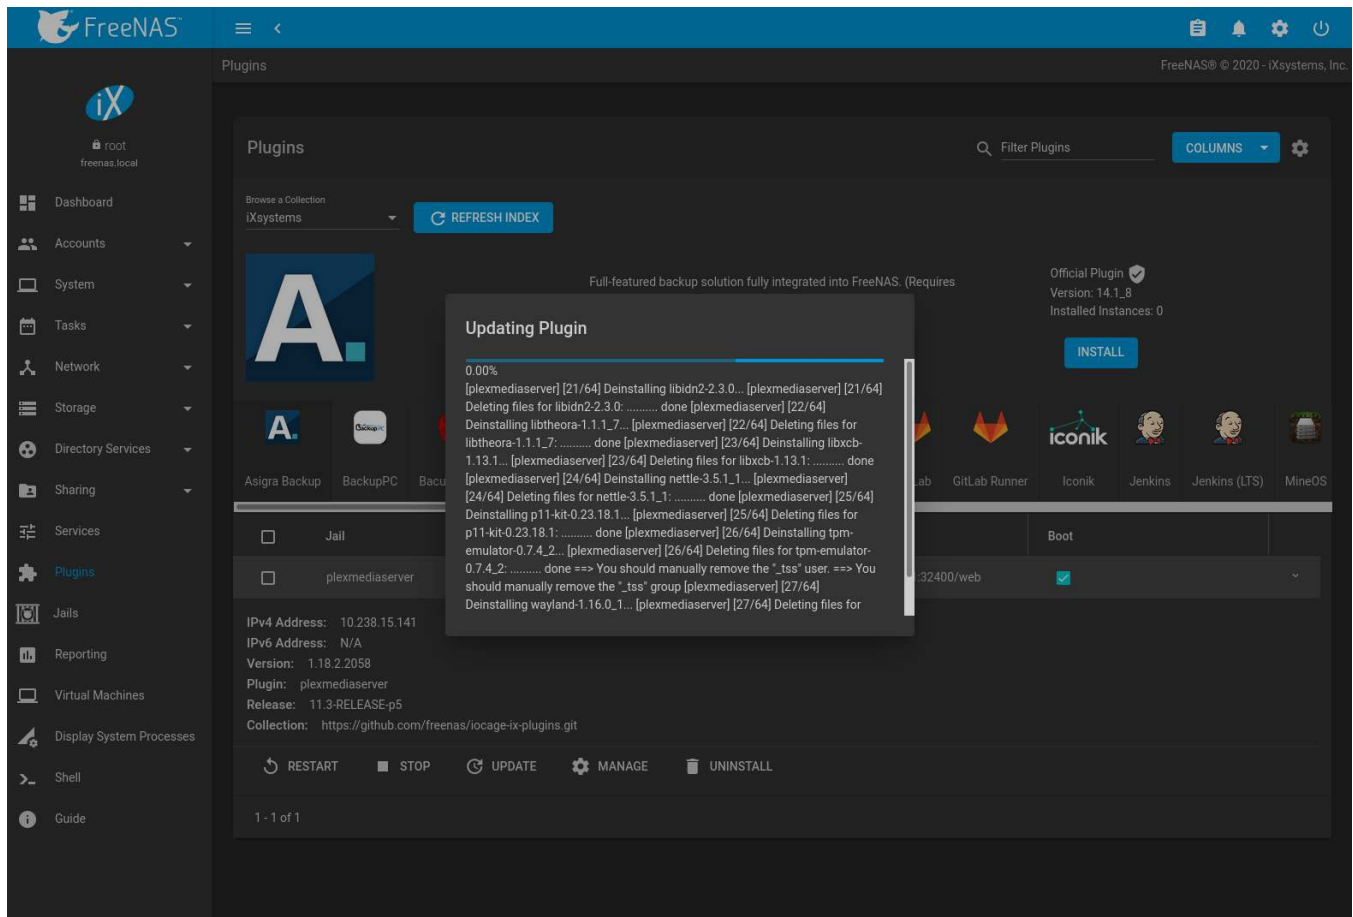 FreeNAS
Plugins
FreeNAS® © 2020 - iXsystems, Inc.
iX
root
freenas.local
Dashboard
Accounts
System
Tasks
Network
Storage
Directory Services
Sharing
Services
Plugins
Jails
Reporting
Virtual Machines
Display System Processes
Shell
Guide
Plugins
Filter Plugins
COLUMNS
Browse a Collection
iXsystems
REFRESH INDEX
A.
Full-featured backup solution fully integrated into FreeNAS. (Requires
Official Plugin
Version: 14.1_8
Installed Instances: 0
INSTALL
Updating Plugin
0.00%
[plexmediaserver] [21/64] Deinstalling libidn2-2.3.0... [plexmediaserver] [21/64]
Deleting files for libidn2-2.3.0: .......... done [plexmediaserver] [22/64]
Deinstalling libtheora-1.1.1_7... [plexmediaserver] [22/64] Deleting files for
libtheora-1.1.1_7: .......... done [plexmediaserver] [23/64] Deinstalling libxcb-
1.13.1... [plexmediaserver] [23/64] Deleting files for libxcb-1.13.1: .......... done
[plexmediaserver] [24/64] Deinstalling nettle-3.5.1_1... [plexmediaserver]
[24/64] Deleting files for nettle-3.5.1_1: .......... done [plexmediaserver] [25/64]
Deinstalling p11-kit-0.23.18.1... [plexmediaserver] [25/64] Deleting files for
p11-kit-0.23.18.1: .......... done [plexmediaserver] [26/64] Deinstalling tpm-
emulator-0.7.4_2... [plexmediaserver] [26/64] Deleting files for tpm-emulator-
0.7.4_2: .......... done ==> You should manually remove the "_tss" user. ==> You
should manually remove the "_tss" group [plexmediaserver] [27/64]
Deinstalling wayland-1.16.0_1... [plexmediaserver] [27/64] Deleting files for
A.
BackupPC
iconik
Asigra Backup
BackupPC
Bacu
Lab
GitLab Runner
Iconik
Jenkins
Jenkins (LTS)
MineOS
Jail
Boot
plexmediaserver
:32400/web
IPv4 Address: 10.238.15.141
IPv6 Address: N/A
Version: 1.18.2.2058
Plugin: plexmediaserver
Release: 11.3-RELEASE-p5
Collection: https://github.com/freenas/iocage-ix-plugins.git
RESTART
STOP
UPDATE
MANAGE
UNINSTALL
1 - 1 of 1